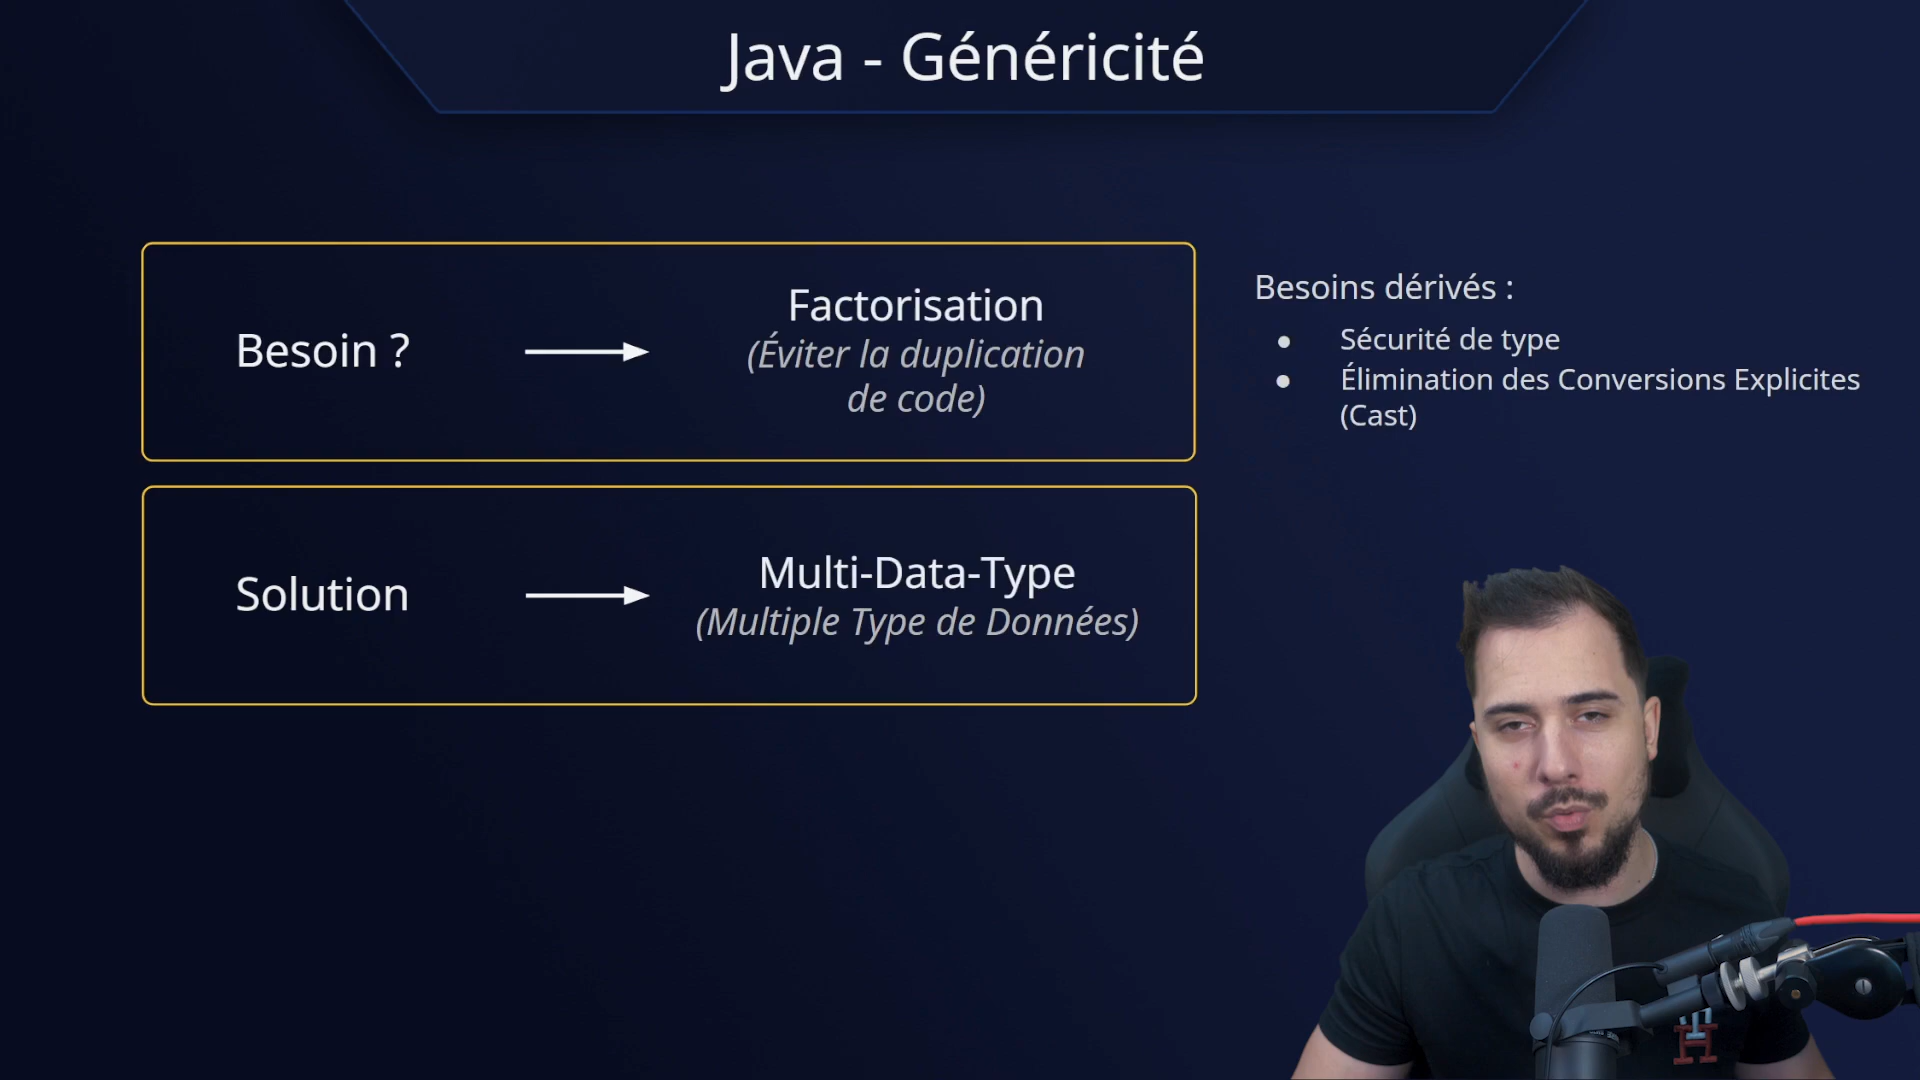 Java - Généricité
Besoin ?
Factorisation
(Éviter la duplication
de code)
Besoins dérivés :
● Sécurité de type
● Élimination des Conversions Explicites
(Cast)
Solution
Multi-Data-Type
(Multiple Type de Données)